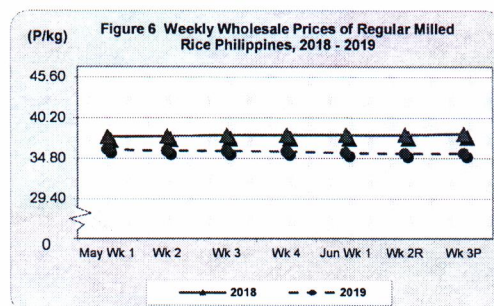 (P/kg)
Figure 6 Weekly Wholesale Prices of Regular Milled
Rice Philippines, 2018 - 2019
45.60
40.20
34.80
29.40
0
May Wk 1 Wk 2 Wk 3 Wk 4 Jun Wk 1 Wk 2R Wk 3P
2018 2019